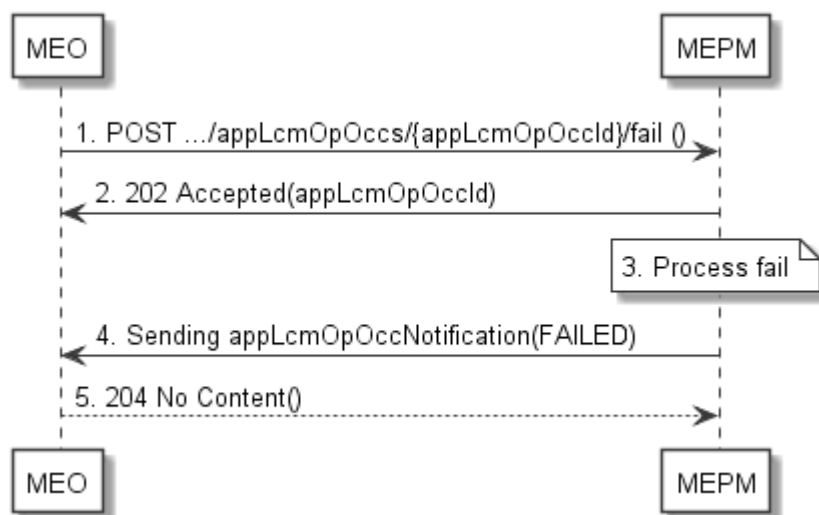 MEO
MEPM
1. POST .../appLcmOpOccs/{appLcmOpOccId}/fail ()
2. 202 Accepted(appLcmOpOccId)
3. Process fail
4. Sending appLcmOpOccNotification(FAILED)
5. 204 No Content()
MEO
MEPM